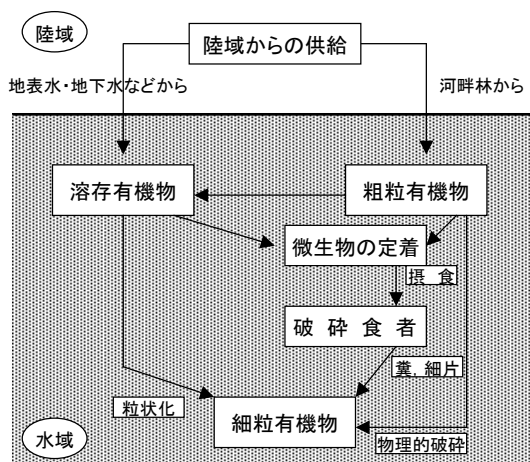 陸域
陸域からの供給
地表水・地下水などから
河畔林から
溶存有機物
粗粒有機物
微生物の定着
摂 食
破 砕 食 者
糞，細片
粒状化
細粒有機物
物理的破砕
水域